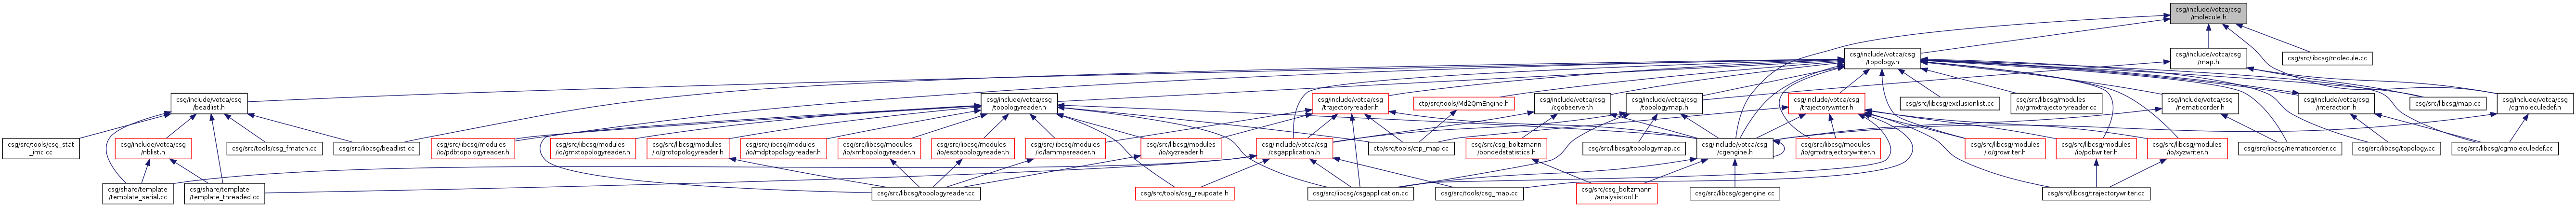 csg/include/votca/csg
/molecule.h
csg/include/votca/csg
/topology.h
csg/include/votca/csg
/map.h
csg/src/libcsg/molecule.cc
csg/include/votca/csg
/beadlist.h
csg/include/votca/csg
/topologyreader.h
csg/include/votca/csg
/trajectoryreader.h
ctp/src/tools/Md2QmEngine.h
csg/include/votca/csg
/cgobserver.h
csg/include/votca/csg
/topologymap.h
csg/include/votca/csg
/trajectorywriter.h
csg/src/libcsg/exclusionlist.cc
csg/src/libcsg/modules
/io/gmxtrajectoryreader.cc
csg/include/votca/csg
/nematicorder.h
csg/include/votca/csg
/interaction.h
csg/src/libcsg/map.cc
csg/include/votca/csg
/cgmoleculedef.h
csg/src/tools/csg_stat
_imc.cc
csg/include/votca/csg
/nblist.h
csg/src/tools/csg_fmatch.cc
csg/src/libcsg/beadlist.cc
csg/src/libcsg/modules
/io/pdbtopologyreader.h
csg/src/libcsg/modules
/io/gmxtopologyreader.h
csg/src/libcsg/modules
/io/grotopologyreader.h
csg/src/libcsg/modules
/io/mdptopologyreader.h
csg/src/libcsg/modules
/io/xmltopologyreader.h
csg/src/libcsg/modules
/io/esptopologyreader.h
csg/src/libcsg/modules
/io/lammpsreader.h
csg/src/libcsg/modules
/io/xyzreader.h
csg/include/votca/csg
/csgapplication.h
ctp/src/tools/ctp_map.cc
csg/src/csg_boltzmann
/bondedstatistics.h
csg/src/libcsg/topologymap.cc
csg/include/votca/csg
/cgengine.h
csg/src/libcsg/modules
/io/gmxtrajectorywriter.h
csg/src/libcsg/modules
/io/growriter.h
csg/src/libcsg/modules
/io/pdbwriter.h
csg/src/libcsg/modules
/io/xyzwriter.h
csg/src/libcsg/nematicorder.cc
csg/src/libcsg/topology.cc
csg/src/libcsg/cgmoleculedef.cc
csg/share/template
/template_serial.cc
csg/share/template
/template_threaded.cc
csg/src/libcsg/topologyreader.cc
csg/src/tools/csg_reupdate.h
csg/src/libcsg/csgapplication.cc
csg/src/tools/csg_map.cc
csg/src/csg_boltzmann
/analysistool.h
csg/src/libcsg/cgengine.cc
csg/src/libcsg/trajectorywriter.cc